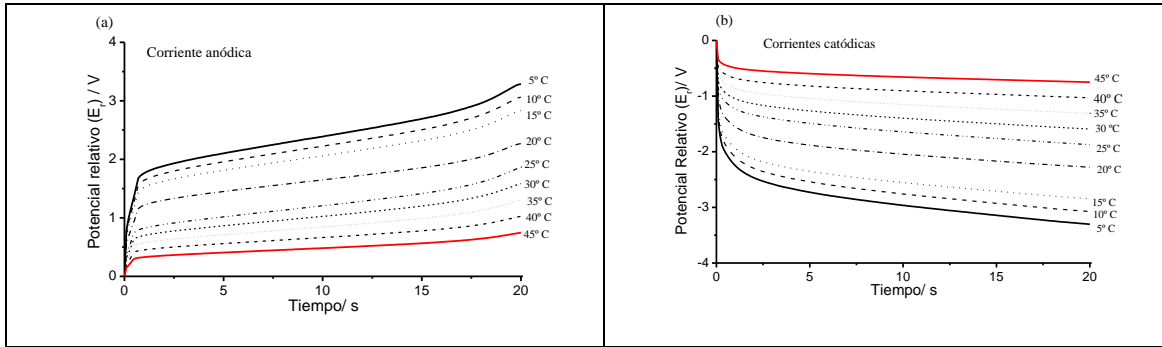 (a)
Corriente anódica
Potencial relativo (Er) / V
4
3
2
1
0
5º C
10º C
15º C
20º C
25º C
30º C
35º C
40º C
45º C
0 5 10 15 20
Tiempo/ s
(b)
Corrientes catódicas
Potencial Relativo (Er) / V
0
-1
-2
-3
-4
45º C
40º C
35º C
30 ºC
25º C
20º C
15º C
10º C
5º C
0 5 10 15 20
Tiempo/ s